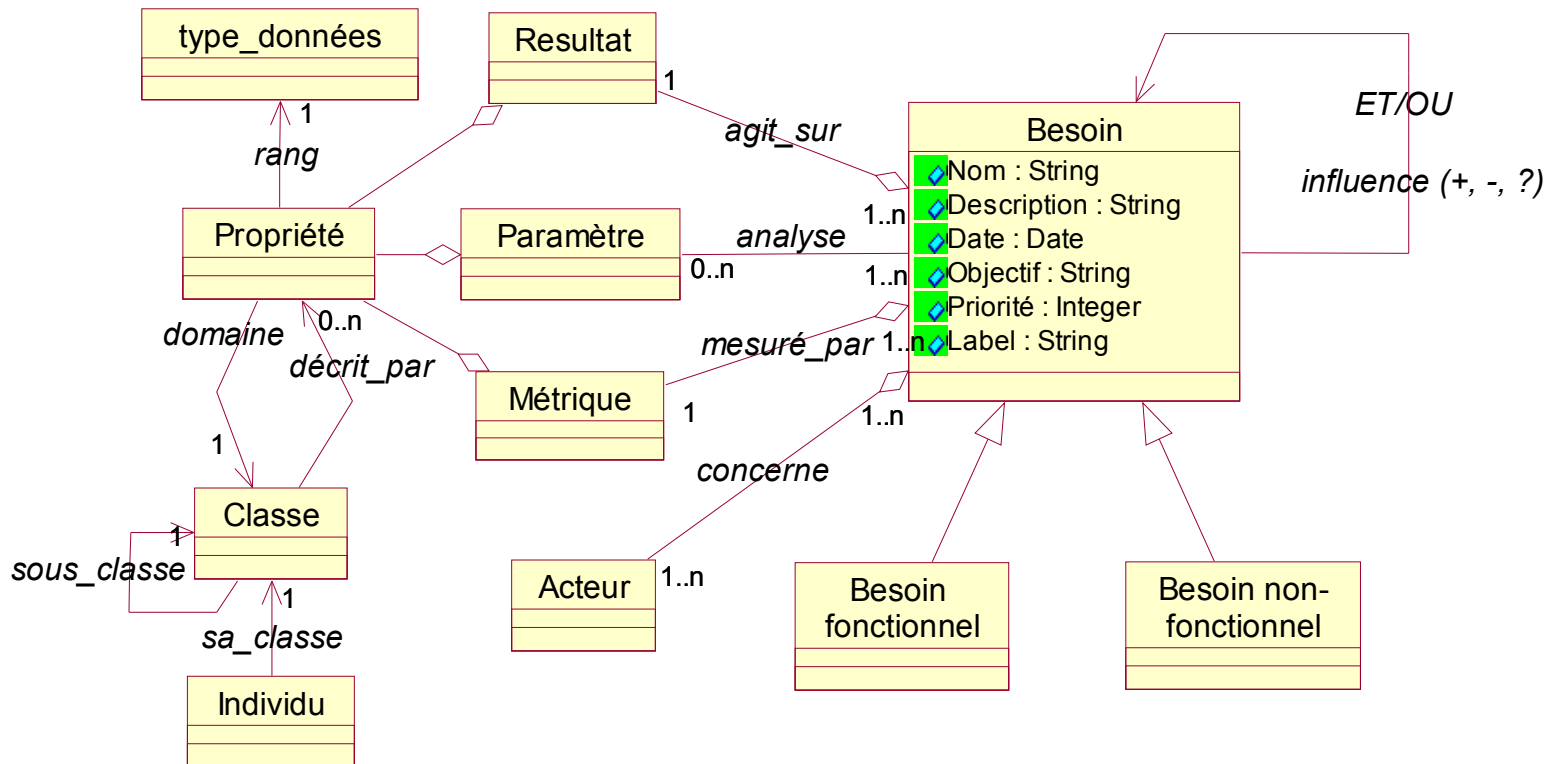 type_données
Resultat
1
1
agit_sur
ET/OU
rang
Besoin
Nom : String
influence (+, -, ?)
1..n
Description : String
Propriété
Paramètre
analyse
Date : Date
0..n
1..n
Objectif : String
domaine
0..n
Priorité : Integer
décrit_par
mesuré_par
1..n
Label : String
Métrique
1
1..n
1
concerne
Classe
1
sous_classe
Acteur
1..n
Besoin
fonctionnel
Besoin non-
fonctionnel
1
sa_classe
Individu